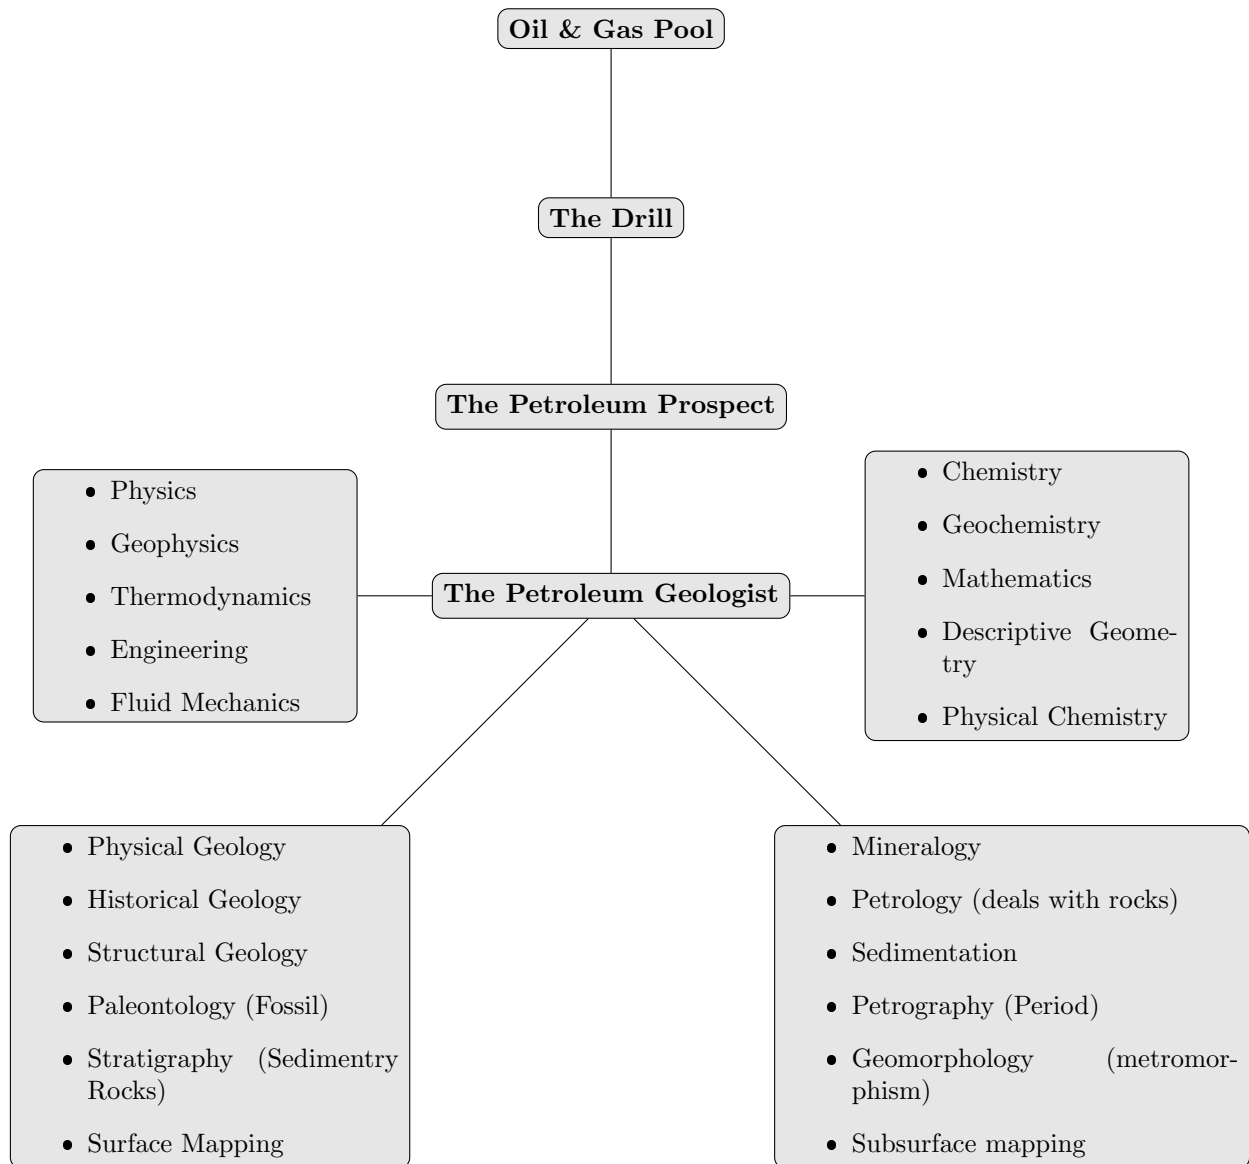 Oil & Gas Pool
The Drill
The Petroleum Prospect
• Physics
• Geophysics
• Thermodynamics
• Engineering
• Fluid Mechanics
The Petroleum Geologist
• Chemistry
• Geochemistry
• Mathematics
• Descriptive Geome-
try
• Physical Chemistry
• Physical Geology
• Historical Geology
• Structural Geology
• Paleontology (Fossil)
• Stratigraphy (Sedimentry
Rocks)
• Surface Mapping
• Mineralogy
• Petrology (deals with rocks)
• Sedimentation
• Petrography (Period)
• Geomorphology (metromor-
phism)
• Subsurface mapping